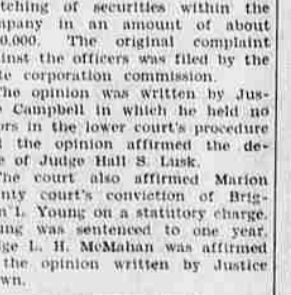 tching of securities within the
mpany in an amount of about
0,000. The original complaint
inst the officers was filed by the
te corporation commission.
The opinion was written by Jus-
e Campbell in which he held no
ors in the lower court's procedure
d the opinion affirmed the de-
e of Judge Hall S. Lusk.
The court also affirmed Marion
nty court's conviction of Brig-
m L. Young on a statutory charge.
ung was sentenced to one year.
ge L. H. McMahan was affirmed
the opinion written by Justice
wn.